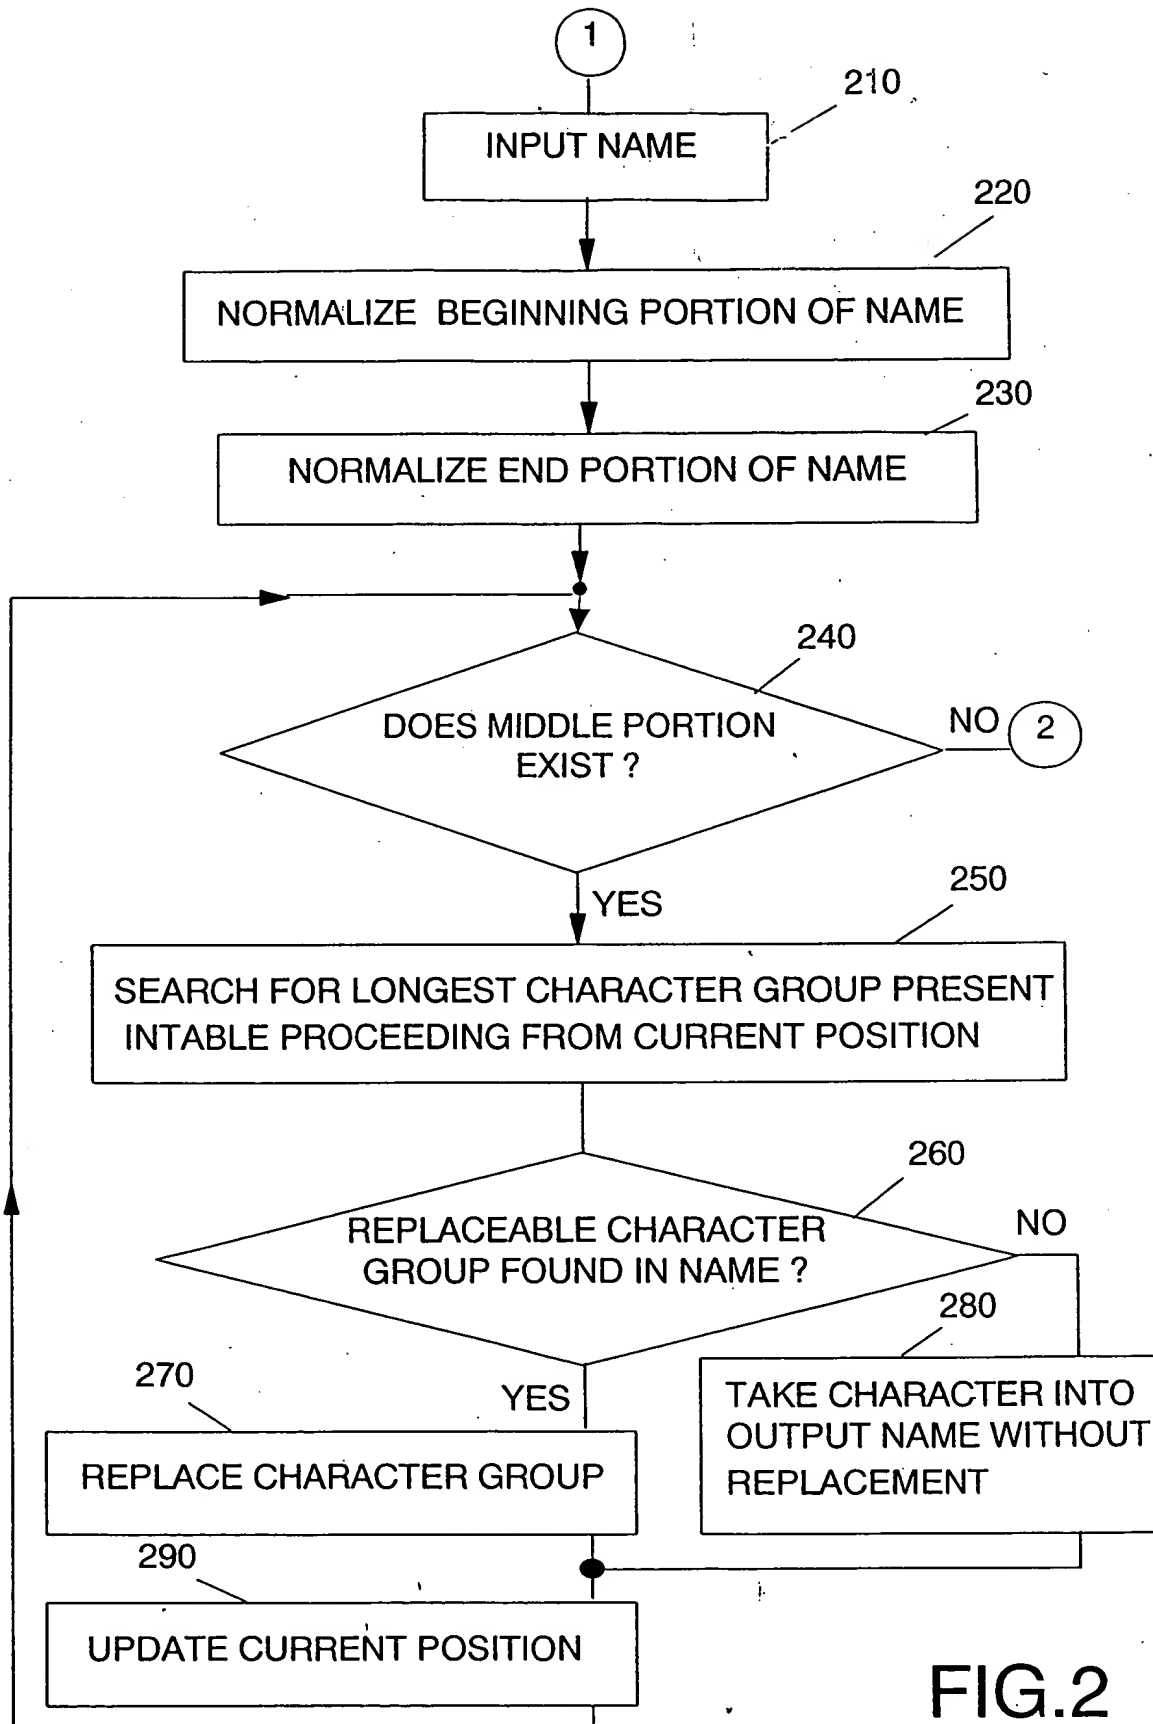 1
210
INPUT NAME
220
NORMALIZE BEGINNING PORTION OF NAME
230
NORMALIZE END PORTION OF NAME
240
DOES MIDDLE PORTION
EXIST ?
NO
2
YES
250
SEARCH FOR LONGEST CHARACTER GROUP PRESENT
INTABLE PROCEEDING FROM CURRENT POSITION
260
REPLACEABLE CHARACTER
GROUP FOUND IN NAME ?
NO
280
270
YES
TAKE CHARACTER INTO
OUTPUT NAME WITHOUT
REPLACEMENT
REPLACE CHARACTER GROUP
290
UPDATE CURRENT POSITION
FIG.2